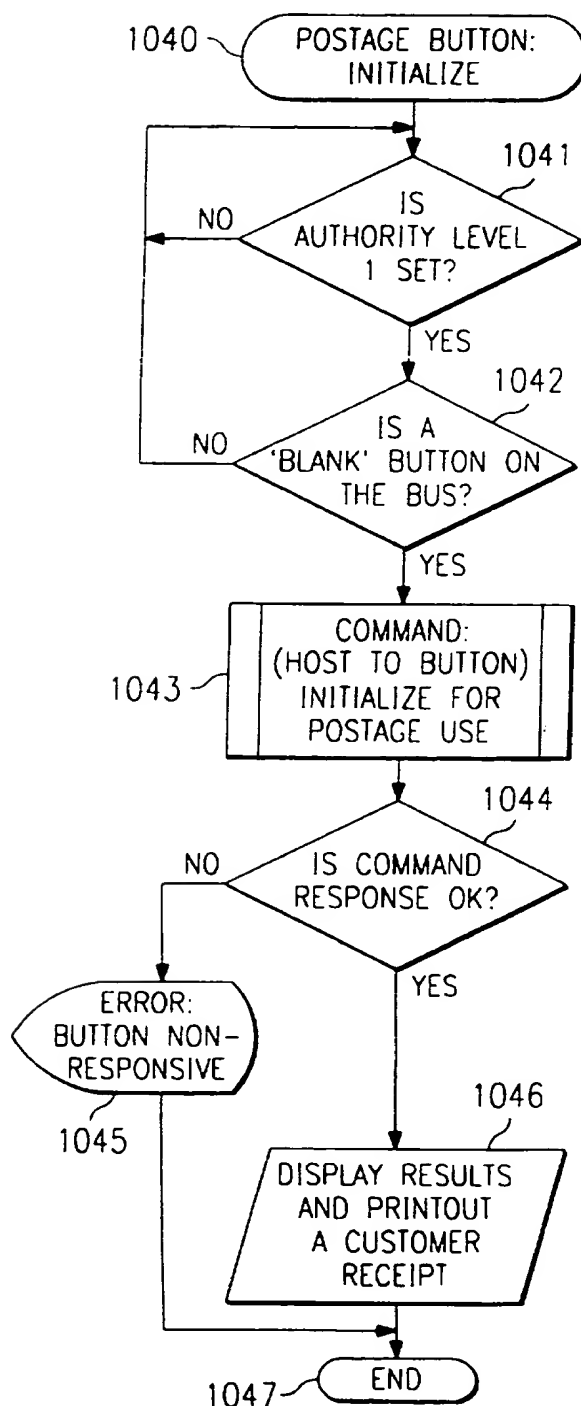 1040
POSTAGE BUTTON:
INITIALIZE
1041
IS
AUTHORITY LEVEL
1 SET?
NO
YES
1042
IS A
'BLANK' BUTTON ON
THE BUS?
NO
YES
1043
COMMAND:
(HOST TO BUTTON)
INITIALIZE FOR
POSTAGE USE
1044
IS COMMAND
RESPONSE OK?
NO
YES
ERROR:
BUTTON NON-
RESPONSIVE
1045
1046
DISPLAY RESULTS
AND PRINTOUT
A CUSTOMER
RECEIPT
END
1047